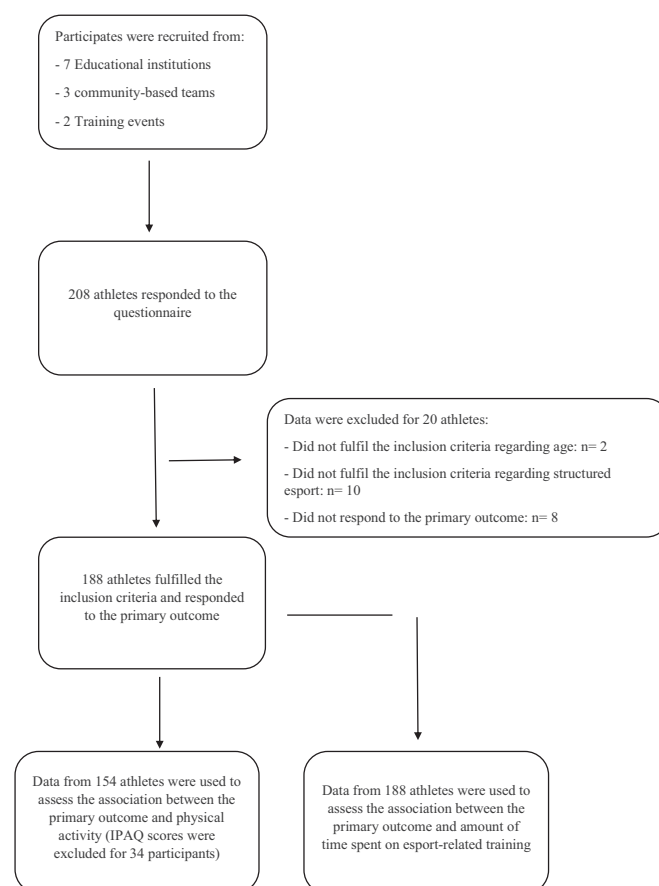 Participates were recruited from:
- 7 Educational institutions
- 3 community-based teams
- 2 Training events
208 athletes responded to the
questionnaire
Data were excluded for 20 athletes:
- Did not fulfil the inclusion criteria regarding age: n= 2
- Did not fulfil the inclusion criteria regarding structured
esport: n= 10
- Did not respond to the primary outcome: n= 8
188 athletes fulfilled the
inclusion criteria and responded
to the primary outcome
Data from 154 athletes were used to
assess the association between the
primary outcome and physical
activity (IPAQ scores were
excluded for 34 participants)
Data from 188 athletes were used to
assess the association between the
primary outcome and amount of
time spent on esport-related training